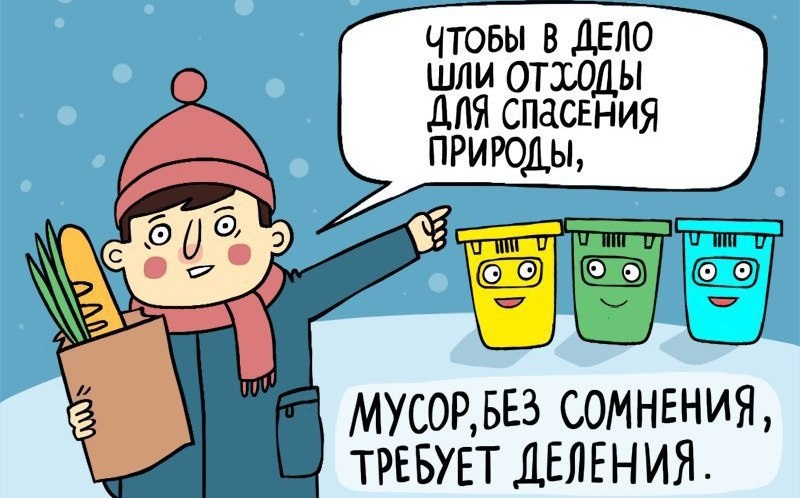 ЧТОБЫ В ДЕЛО
ШЛИ ОТХОДЫ
ДЛЯ СПАСЕНИЯ
ПРИРОДЫ,
МУСОР, БЕЗ СОМНЕНИЯ,
ТРЕБУЕТ ДЕЛЕНИЯ.